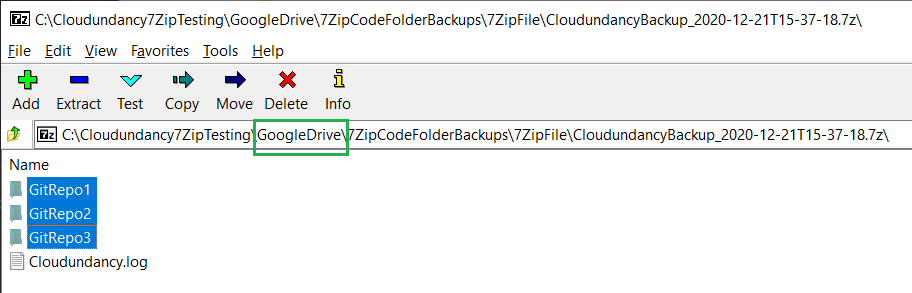 C:\Cloudundancy7ZipTesting\GoogleDrive\7ZipCodeFolderBackups\7ZipFile\CloudundancyBackup_2020-12-21T15-37-18.7z\
File Edit View Favorites Tools Help
Add Extract Test Copy Move Delete Info
7z C:\Cloudundancy7ZipTesting\GoogleDrive\7ZipCodeFolderBackups\7ZipFile\CloudundancyBackup_2020-12-21T15-37-18.7z\
Name
GitRepo1
GitRepo2
GitRepo3
Cloudundancy.log